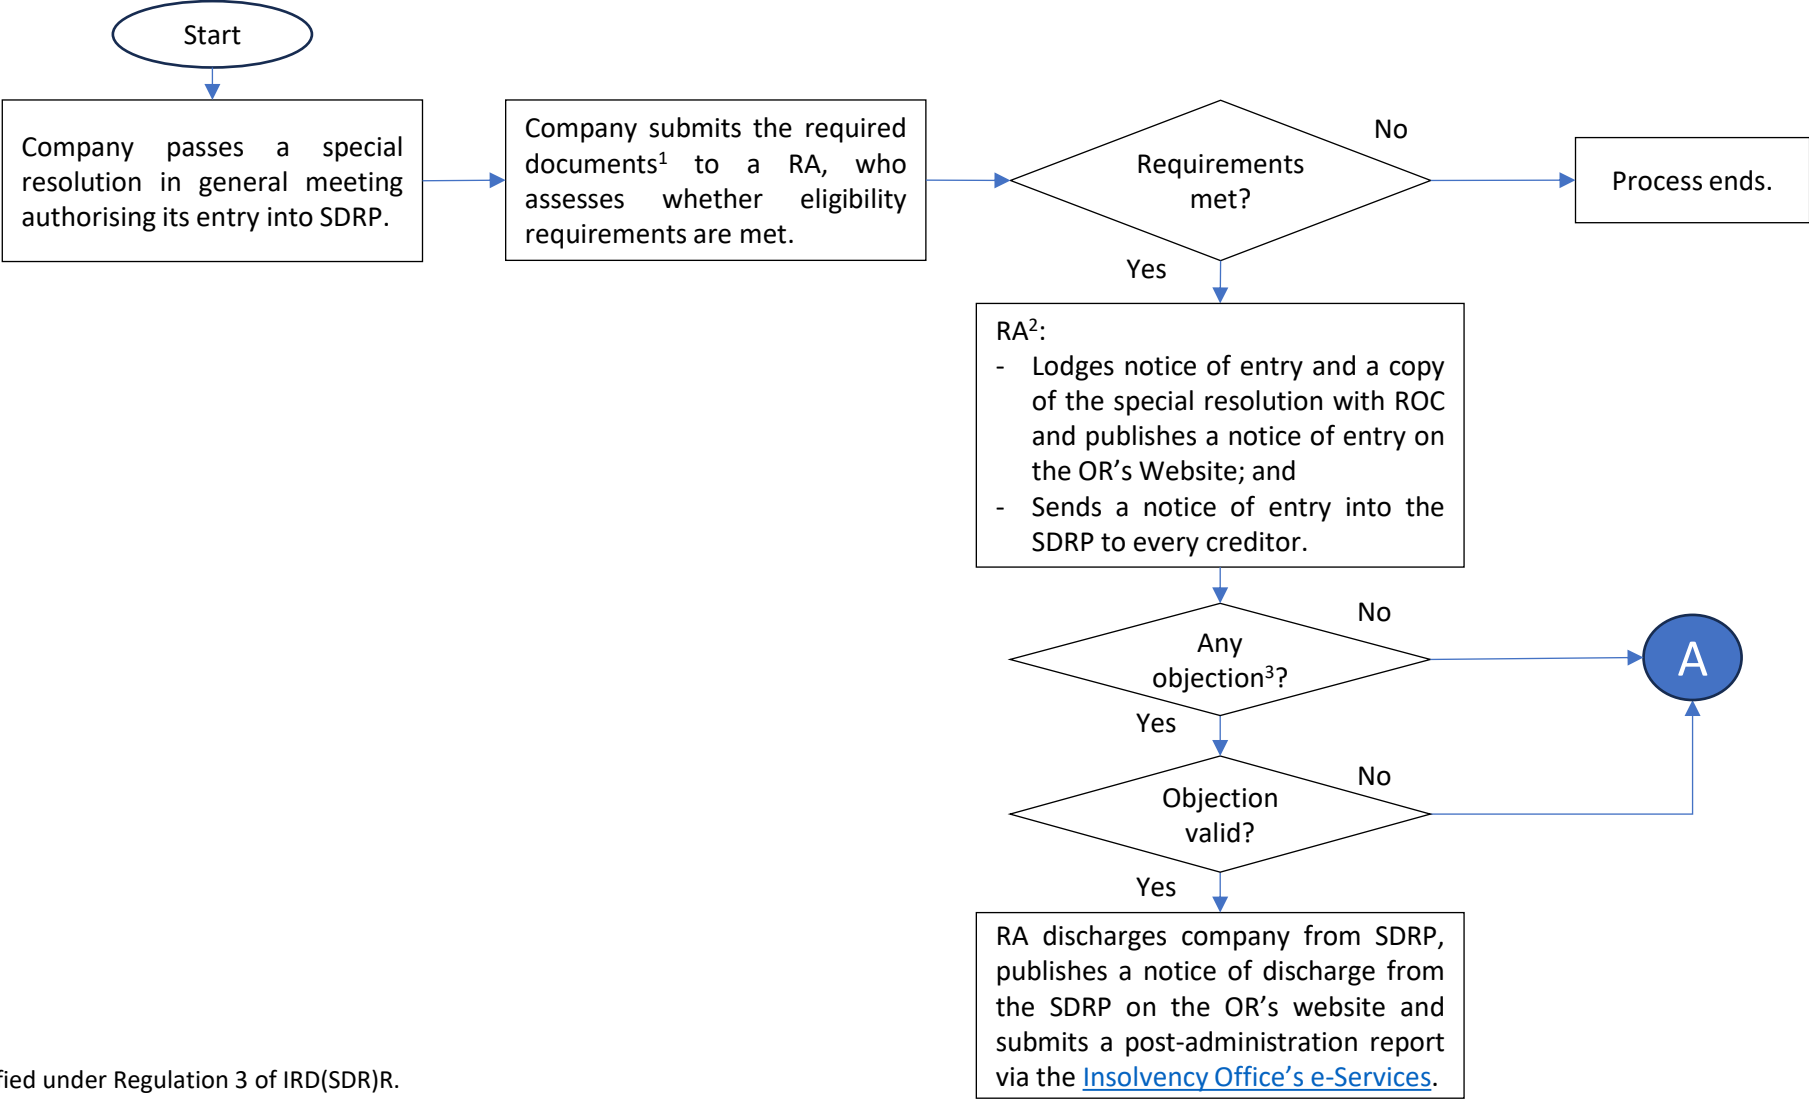 Start
Company passes a special
resolution in general meeting
authorising its entry into SDRP.
Company submits the required
documents¹ to a RA, who
assesses whether eligibility
requirements are met.
Requirements
met?
No
Process ends.
Yes
RA²:
- Lodges notice of entry and a copy
of the special resolution with ROC
and publishes a notice of entry on
the OR’s Website; and
- Sends a notice of entry into the
SDRP to every creditor.
Any
objection³?
No
A
Yes
Objection
valid?
No
Yes
RA discharges company from SDRP,
publishes a notice of discharge from
the SDRP on the OR’s website and
submits a post-administration report
via the Insolvency Office’s e-Services.
under Regulation 3 of IRD(SDR)R.